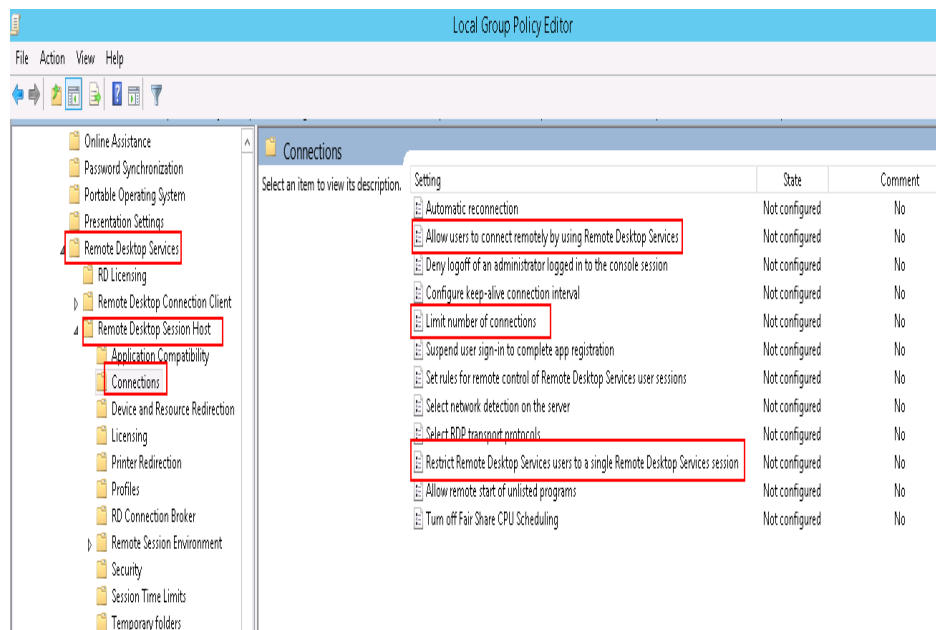 Local Group Policy Editor
File Action View Help
Online Assistance
Password Synchronization
Portable Operating System
Presentation Settings
Remote Desktop Services
RD Licensing
Remote Desktop Connection Client
Remote Desktop Session Host
Application Compatibility
Connections
Device and Resource Redirection
Licensing
Printer Redirection
Profiles
RD Connection Broker
Remote Session Environment
Security
Session Time Limits
Temporary folders
Connections
Select an item to view its description.
Setting State Comment
Automatic reconnection Not configured No
Allow users to connect remotely by using Remote Desktop Services Not configured No
Deny logoff of an administrator logged in to the console session Not configured No
Configure keep-alive connection interval Not configured No
Limit number of connections Not configured No
Suspend user sign-in to complete app registration Not configured No
Set rules for remote control of Remote Desktop Services user sessions Not configured No
Select network detection on the server Not configured No
Select RDP transport protocols Not configured No
Restrict Remote Desktop Services users to a single Remote Desktop Services session Not configured No
Allow remote start of unlisted programs Not configured No
Turn off Fair Share CPU Scheduling Not configured No